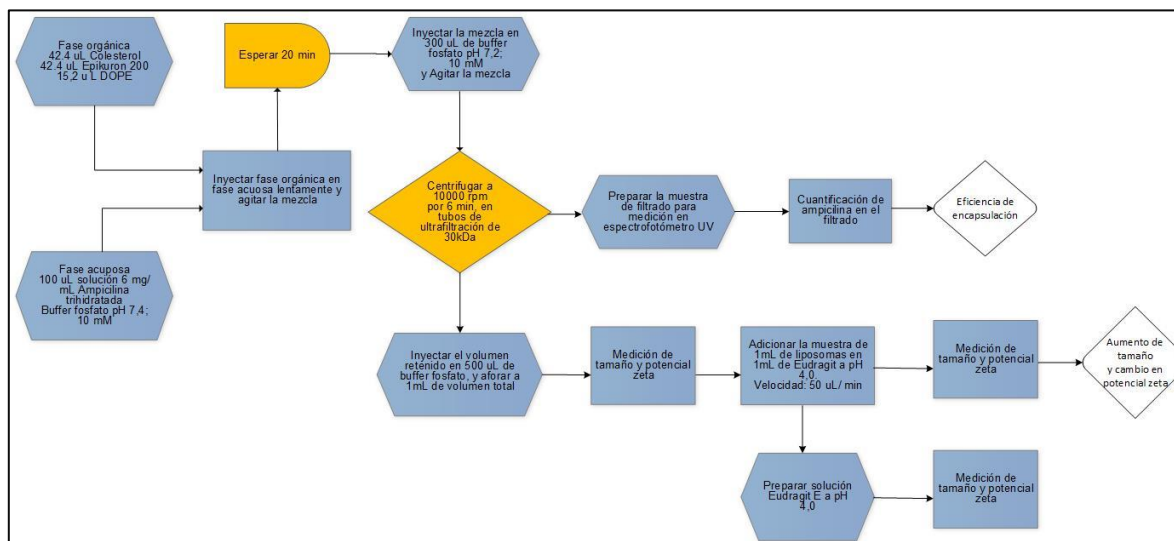 Fase orgánica
42.4 uL Colesterol
42.4 uL Epikuron 200
15,2 u L DOPE
Esperar 20 min
Inyectar la mezcla en
300 uL de buffer
fosfato pH 7,2;
10 mM
y Agitar la mezcla
Inyectar fase orgánica en
fase acuosa lentamente y
agitar la mezcla
Fase acuposa
100 uL solución 6 mg/
mL Ampicilina
trihidratada
Buffer fosfato pH 7,4;
10 mM
Centrifugar a
10000 rpm
por 6 min, en
tubos de
ultrafiltración de
30kDa
Preparar la muestra
de filtrado para
medición en
espectrofotómetro UV
Cuantificación de
ampicilina en el
filtrado
Eficiencia de
encapsulación
Inyectar el volumen
reténido en 500 uL de
buffer fosfato, y aforar a
1mL de volumen total
Medición de
tamaño y potencial
zeta
Adicionar la muestra de
1mL de liposomas en
1mL de Eudragit a pH
4,0.
Velocidad: 50 uL/ min
Medición de
tamaño y potencial
zeta
Aumento de
tamaño
y cambio en
potencial zeta
Preparar solución
Eudragit E a pH
4,0
Medición de
tamaño y potencial
zeta